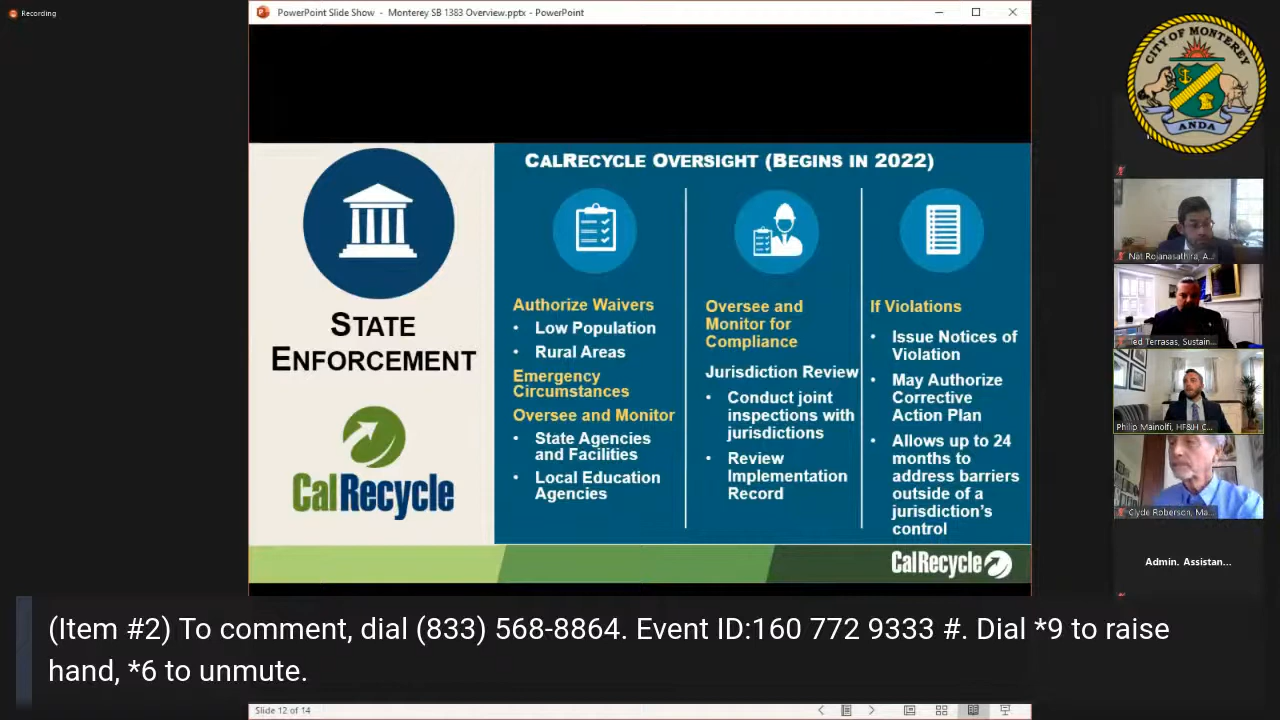 Recording
PowerPoint Slide Show - Monterey SB 1383 Overview.pptx - PowerPoint
CITY OF MONTEREY
ANDA
CALRECYCLE OVERSIGHT (BEGINS IN 2022)
STATE
ENFORCEMENT
CalRecycle
Authorize Waivers
• Low Population
• Rural Areas
Emergency
Circumstances
Oversee and Monitor
• State Agencies
and Facilities
• Local Education
Agencies
Oversee and
Monitor for
Compliance
Jurisdiction Review
• Conduct joint
inspections with
jurisdictions
• Review
Implementation
Record
If Violations
• Issue Notices of
Violation
• May Authorize
Corrective
Action Plan
• Allows up to 24
months to
address barriers
outside of a
jurisdiction's
control
CalRecycle
Nat Rojanasathira, A...
Ted Terrasas, Sustain...
Philip Mainolfi, HF&H C...
Clyde Roberson, Ma...
Admin. Assistan...
(Item #2) To comment, dial (833) 568-8864. Event ID:160 772 9333 #. Dial *9 to raise
hand, *6 to unmute.
Slide 12 of 14